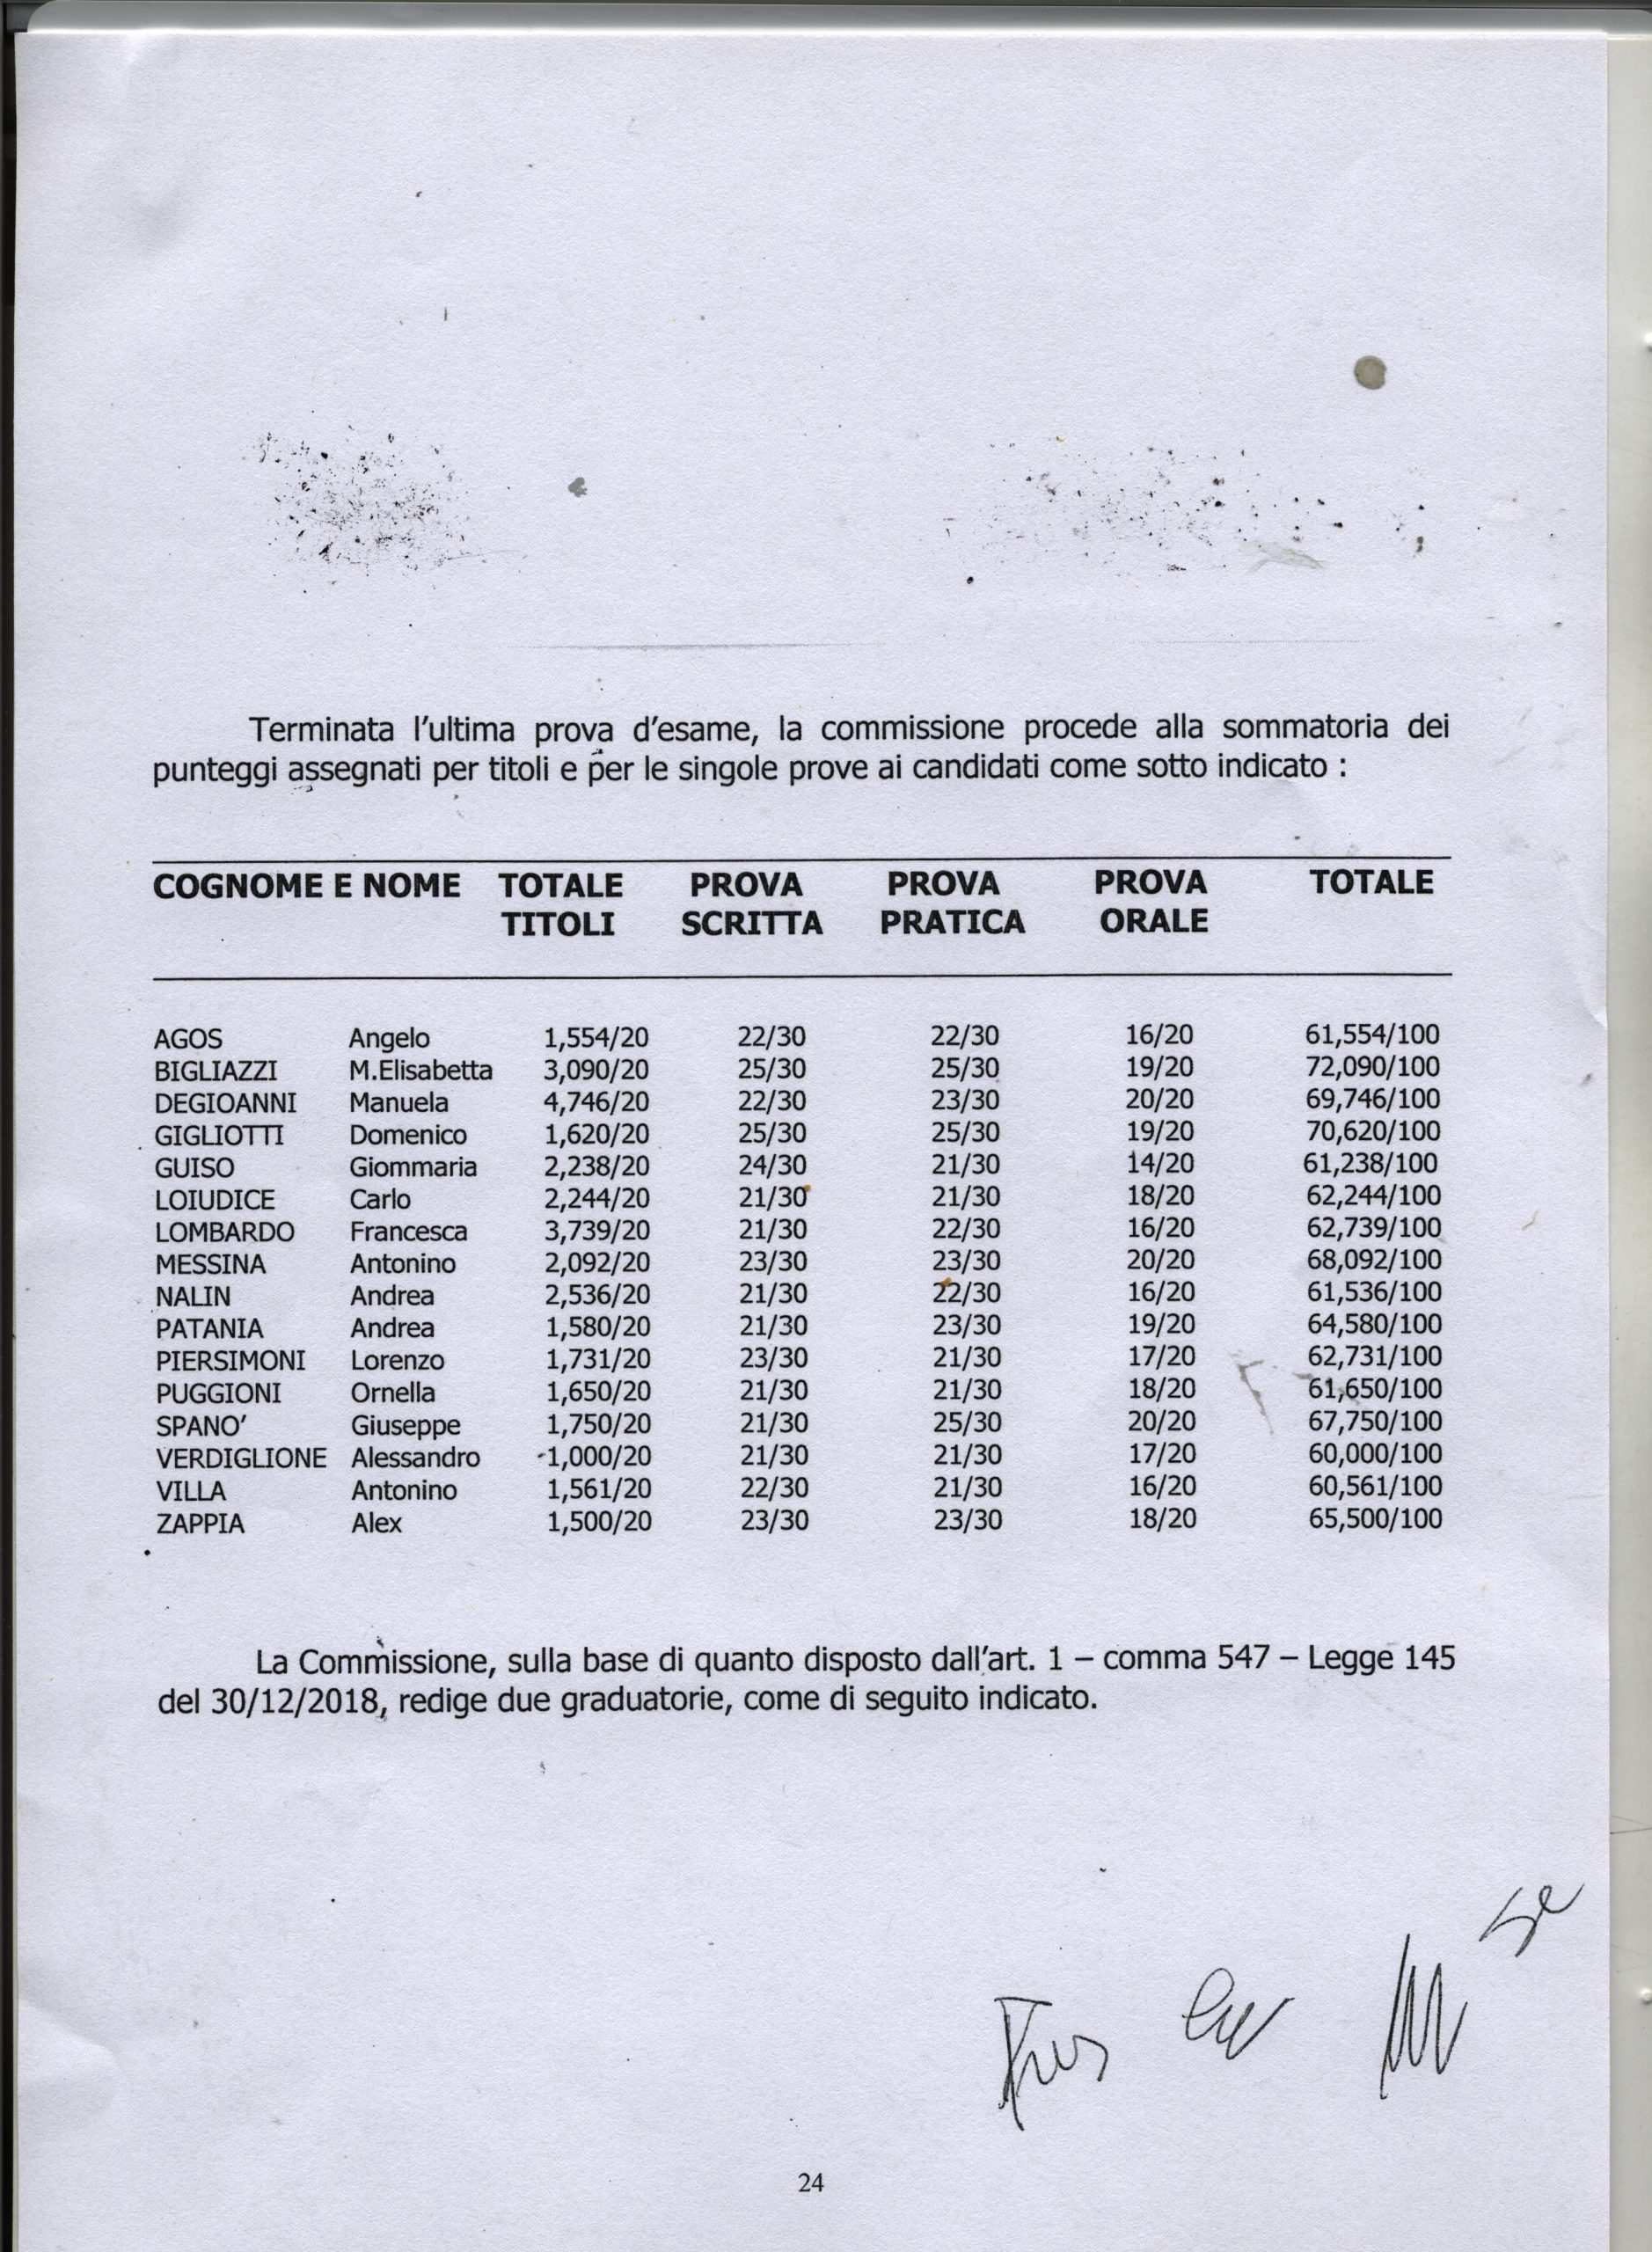 Terminata l'ultima prova d'esame, la commissione procede alla sommatoria dei
punteggi assegnati per titoli e per le singole prove ai candidati come sotto indicato :
COGNOME E NOME TOTALE PROVA PROVA PROVA TOTALE
TITOLI SCRITTA PRATICA ORALE
AGOS Angelo 1,554/20 22/30 22/30 16/20 61,554/100
BIGLIAZZI M.Elisabetta 3,090/20 25/30 25/30 19/20 72,090/100
DEGIOANNI Manuela 4,746/20 22/30 23/30 20/20 69,746/100
GIGLIOTTI Domenico 1,620/20 25/30 25/30 19/20 70,620/100
GUISO Giommaria 2,238/20 24/30 21/30 14/20 61,238/100
LOIUDICE Carlo 2,244/20 21/30 21/30 18/20 62,244/100
LOMBARDO Francesca 3,739/20 21/30 22/30 16/20 62,739/100
MESSINA Antonino 2,092/20 23/30 23/30 20/20 68,092/100
NALIN Andrea 2,536/20 21/30 22/30 16/20 61,536/100
PATANIA Andrea 1,580/20 21/30 23/30 19/20 64,580/100
PIERSIMONI Lorenzo 1,731/20 23/30 21/30 17/20 62,731/100
PUGGIONI Ornella 1,650/20 21/30 21/30 18/20 61,650/100
SPANO' Giuseppe 1,750/20 21/30 25/30 20/20 67,750/100
VERDIGLIONE Alessandro 1,000/20 21/30 21/30 17/20 60,000/100
VILLA Antonino 1,561/20 22/30 21/30 16/20 60,561/100
ZAPPIA Alex 1,500/20 23/30 23/30 18/20 65,500/100
La Commissione, sulla base di quanto disposto dall'art. 1 – comma 547 – Legge 145
del 30/12/2018, redige due graduatorie, come di seguito indicato.
24